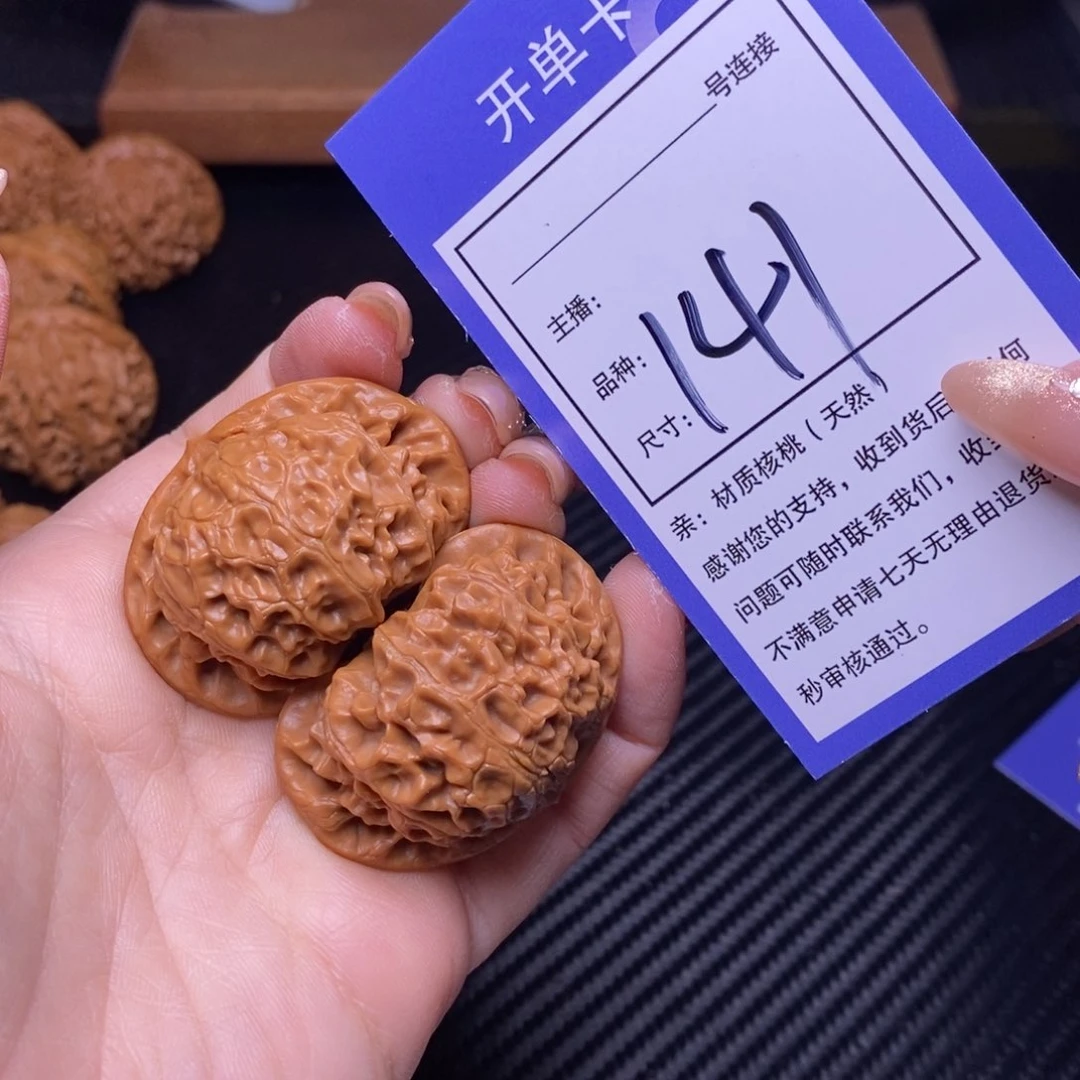 开单卡
号连接
141
主播：
品种：
尺寸：
亲：材质核桃（天然）
感谢您的支持，收到货后 何
问题可随时联系我们，收
不满意申请七天无理由退货
秒审核通过。